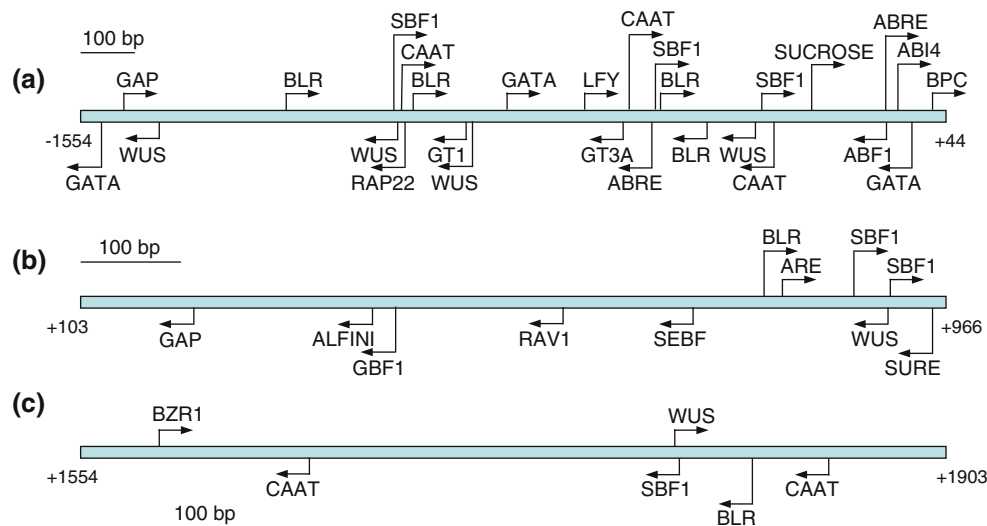 SBF1 CAAT ABRE
100 bp CAAT SBF1 SUCROSE ABI4
(a) GAP BLR BLR GATA LFY BLR SBF1 BPC
-1554 WUS WUS GT1 GT3A BLR WUS ABF1 +44
GATA RAP22 WUS ABRE CAAT GATA
BLR SBF1
(b) 100 bp ARE SBF1
+103 GAP ALFINI RAV1 SEBF WUS +966
GBF1 SURE
(c) BZR1 WUS
+1554 CAAT SBF1 CAAT +1903
100 bp BLR